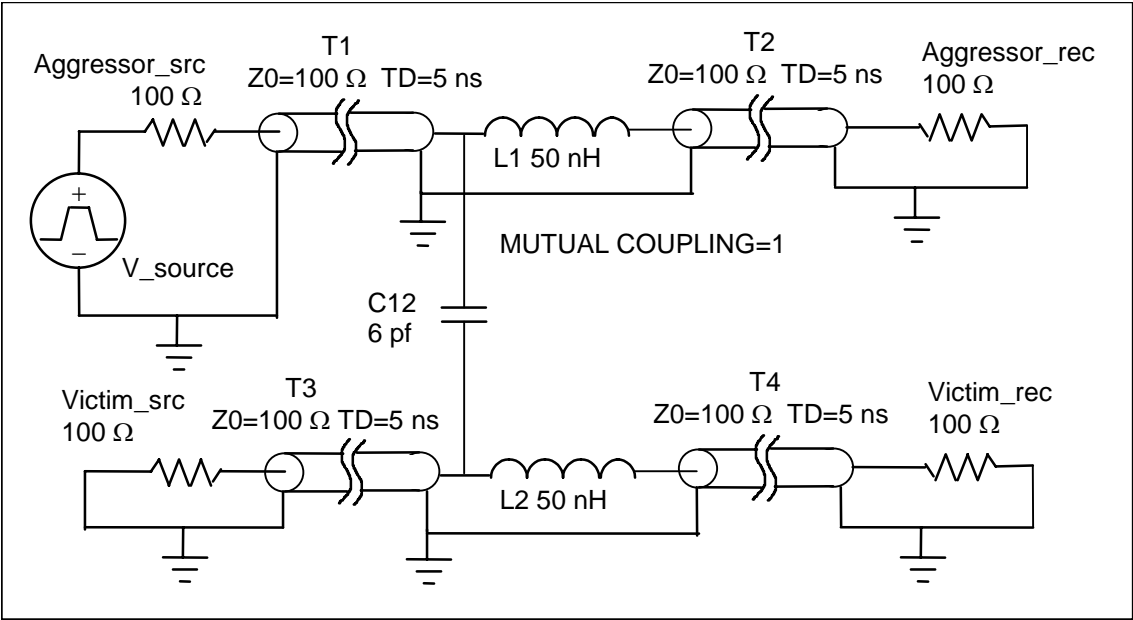 T1
Z0=100 Ω TD=5 ns
T2
Z0=100 Ω TD=5 ns
Aggressor_src
100 Ω
Aggressor_rec
100 Ω
L1 50 nH
+
−
V_source
MUTUAL COUPLING=1
C12
6 pf
T3
Z0=100 Ω TD=5 ns
T4
Z0=100 Ω TD=5 ns
Victim_src
100 Ω
Victim_rec
100 Ω
L2 50 nH